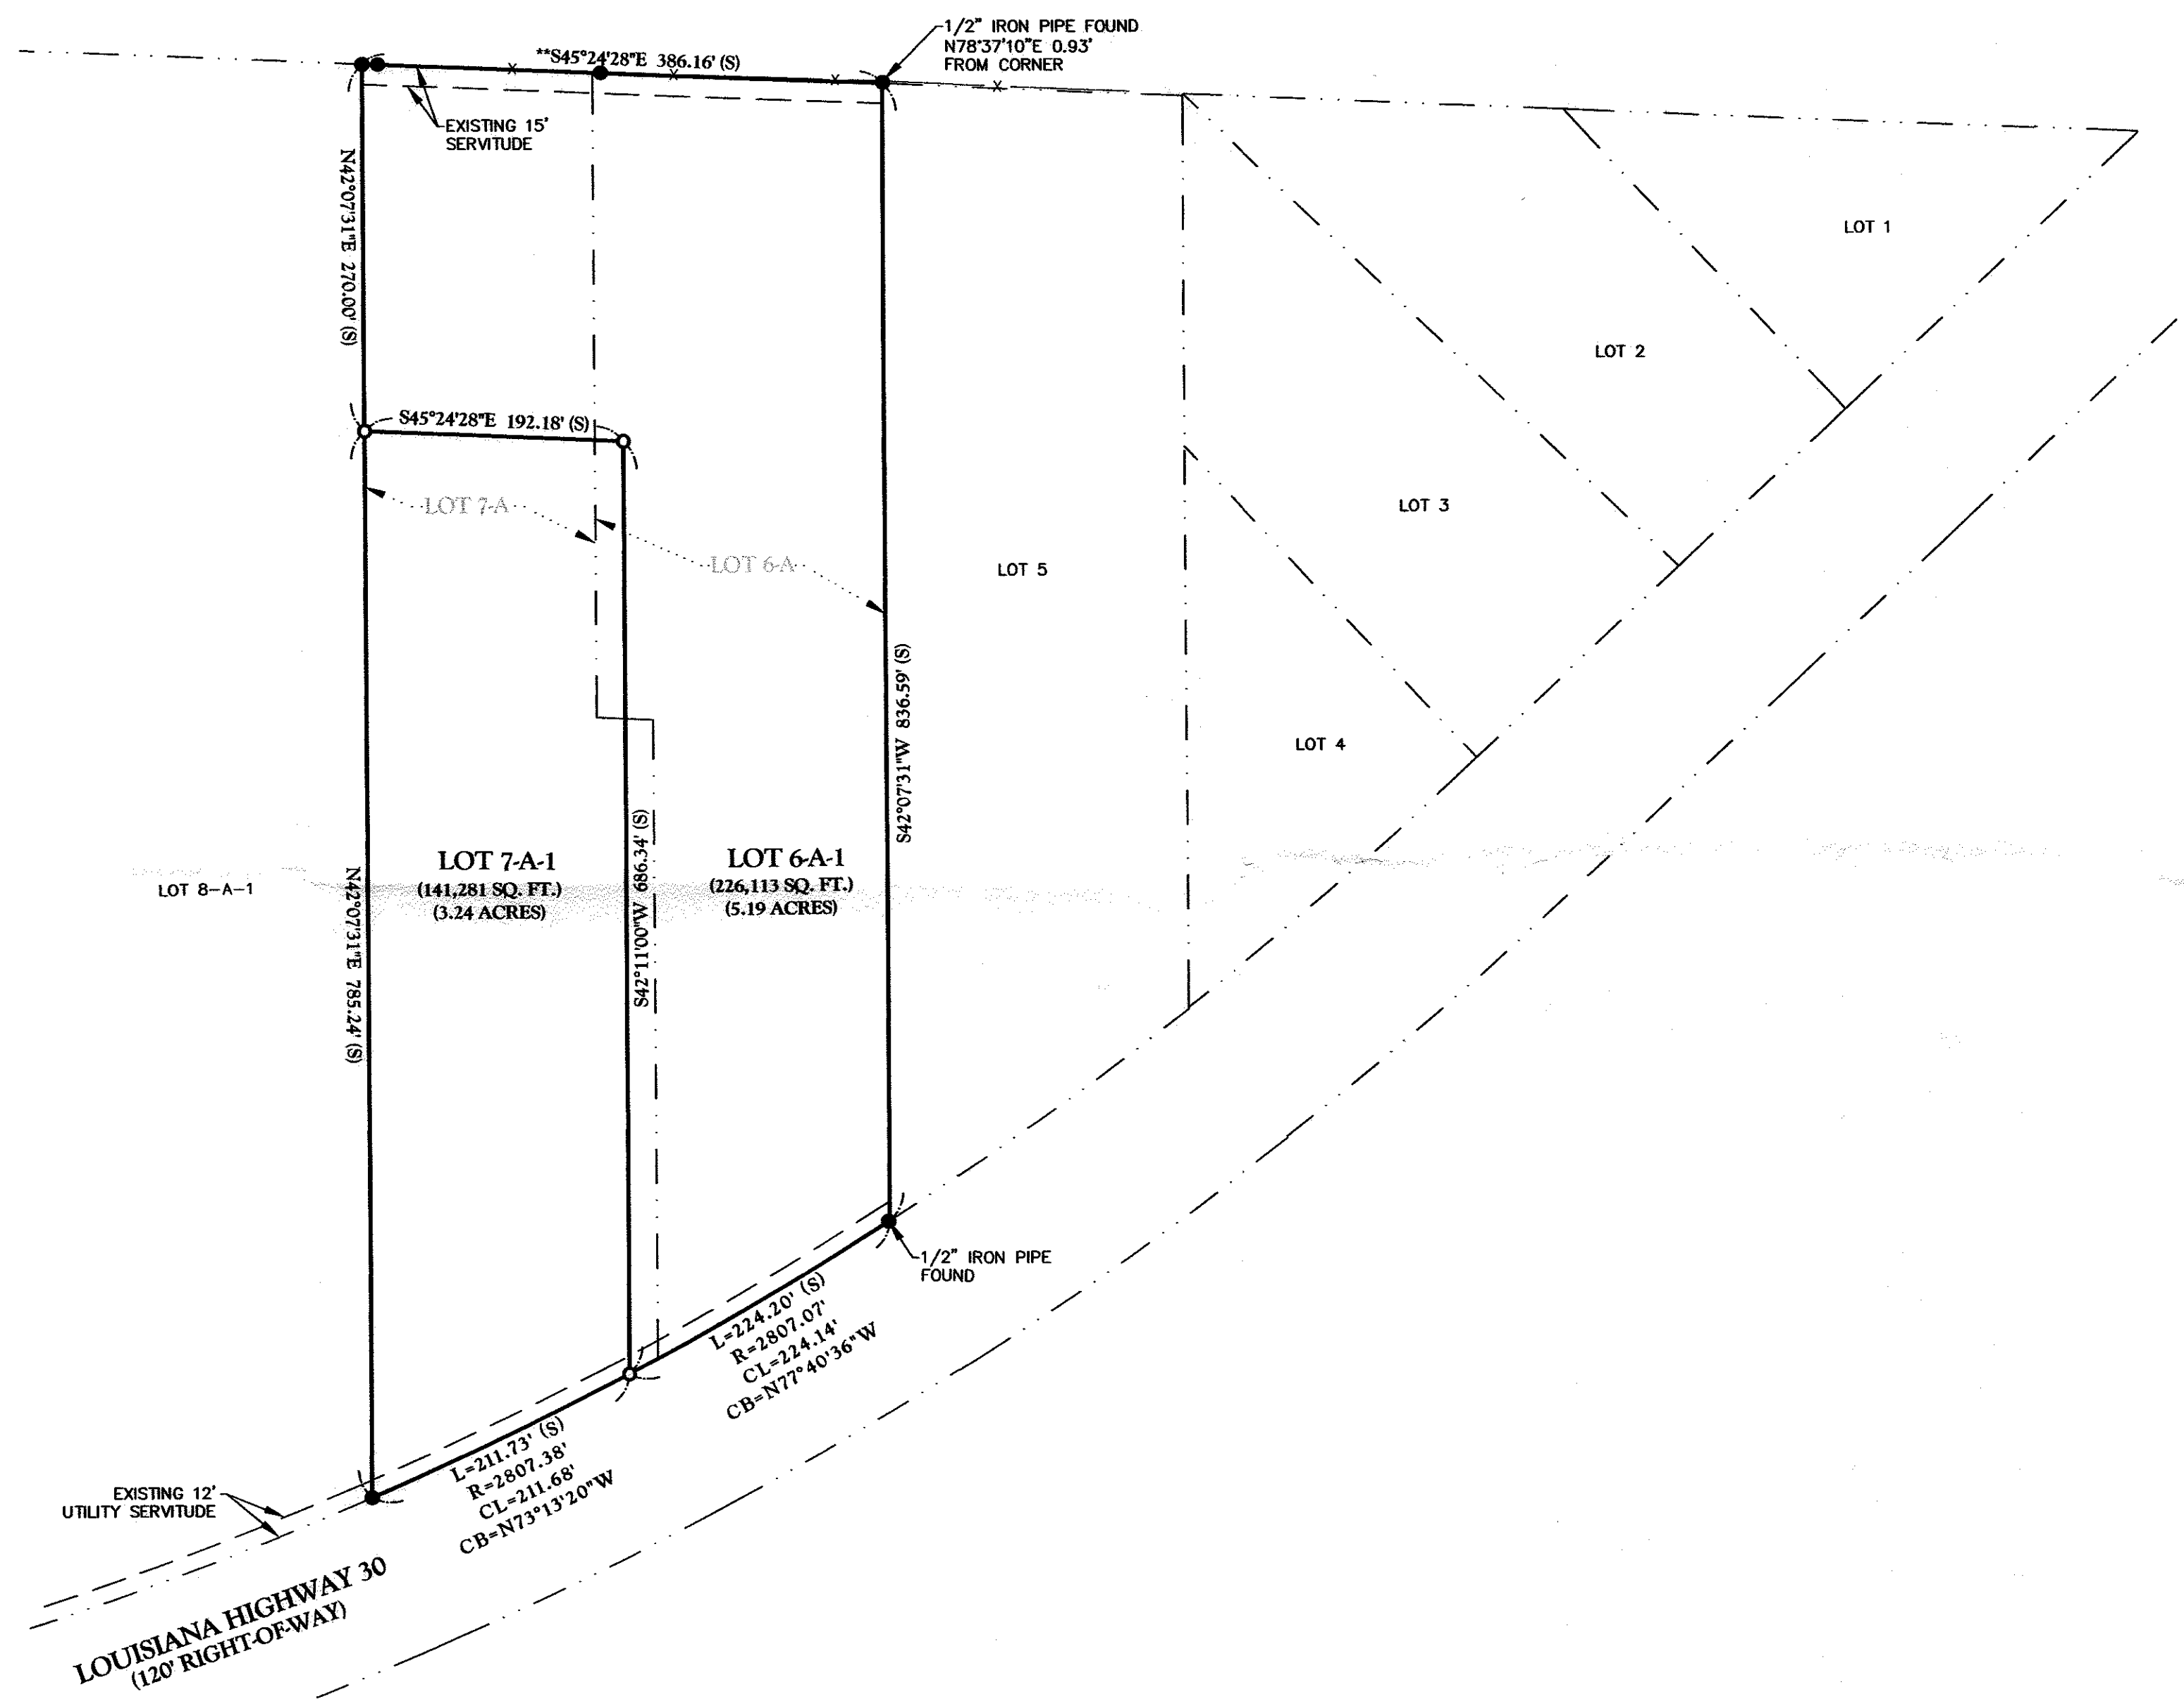 1/2" IRON PIPE FOUND
N78°37'10"E 0.93'
FROM CORNER
**S45°24'28"E 386.16' (S)
EXISTING 15'
SERVITUDE
N42°07'31"E 270.00' (S)
LOT 1
LOT 2
S45°24'28"E 192.18' (S)
LOT 7-A
LOT 6-A
LOT 3
LOT 5
S42°07'31"W 836.59' (S)
LOT 4
LOT 8-A-1
N42°07'31"E 785.24' (S)
LOT 7-A-1
(141,281 SQ. FT.)
(3.24 ACRES)
S42°11'00"W 686.34' (S)
LOT 6-A-1
(226,113 SQ. FT.)
(5.19 ACRES)
1/2" IRON PIPE
FOUND
L=224.20' (S)
R=2807.07'
CL=224.14'
CB=N77°40'36"W
L=211.73' (S)
R=2807.38'
CL=211.68'
CB=N73°13'20"W
EXISTING 12'
UTILITY SERVITUDE
LOUISIANA HIGHWAY 30
(120' RIGHT-OF-WAY)